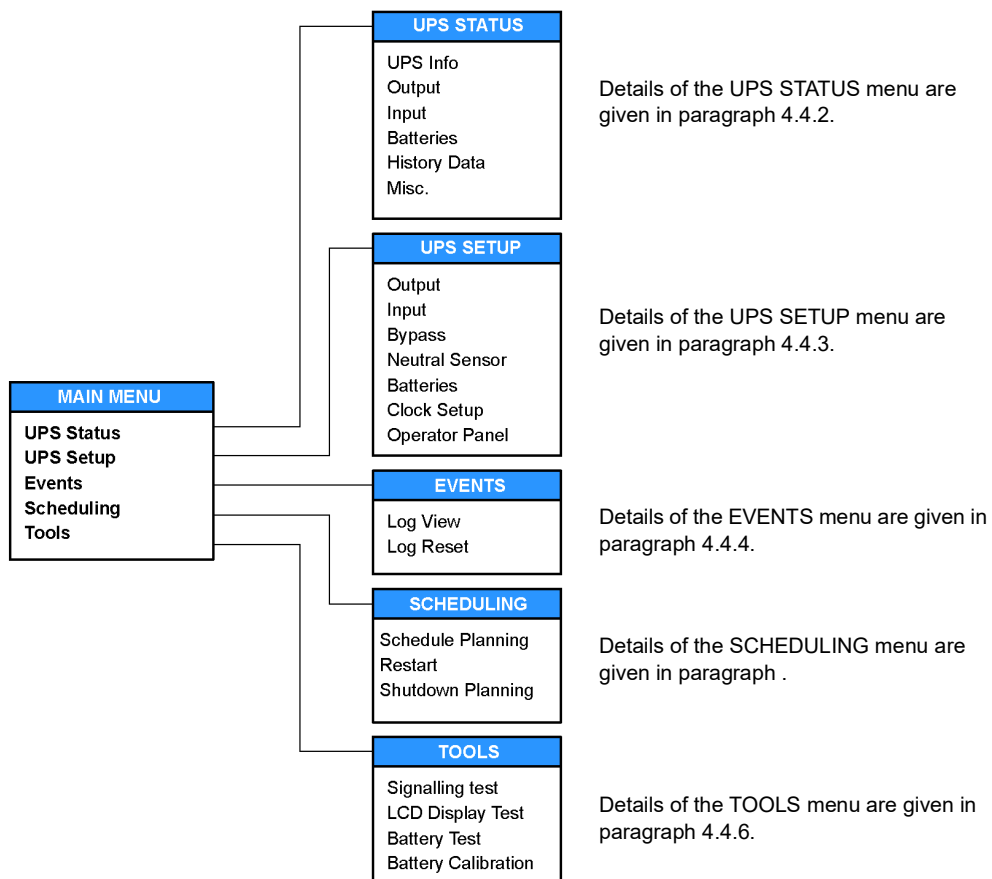 UPS STATUS
UPS Info
Output
Input
Batteries
History Data
Misc.
Details of the UPS STATUS menu are
given in paragraph 4.4.2.
UPS SETUP
Output
Input
Bypass
Neutral Sensor
Batteries
Clock Setup
Operator Panel
Details of the UPS SETUP menu are
given in paragraph 4.4.3.
MAIN MENU
UPS Status
UPS Setup
Events
Scheduling
Tools
EVENTS
Log View
Log Reset
Details of the EVENTS menu are given in
paragraph 4.4.4.
SCHEDULING
Schedule Planning
Restart
Shutdown Planning
Details of the SCHEDULING menu are
given in paragraph .
TOOLS
Signalling test
LCD Display Test
Battery Test
Battery Calibration
Details of the TOOLS menu are given in
paragraph 4.4.6.